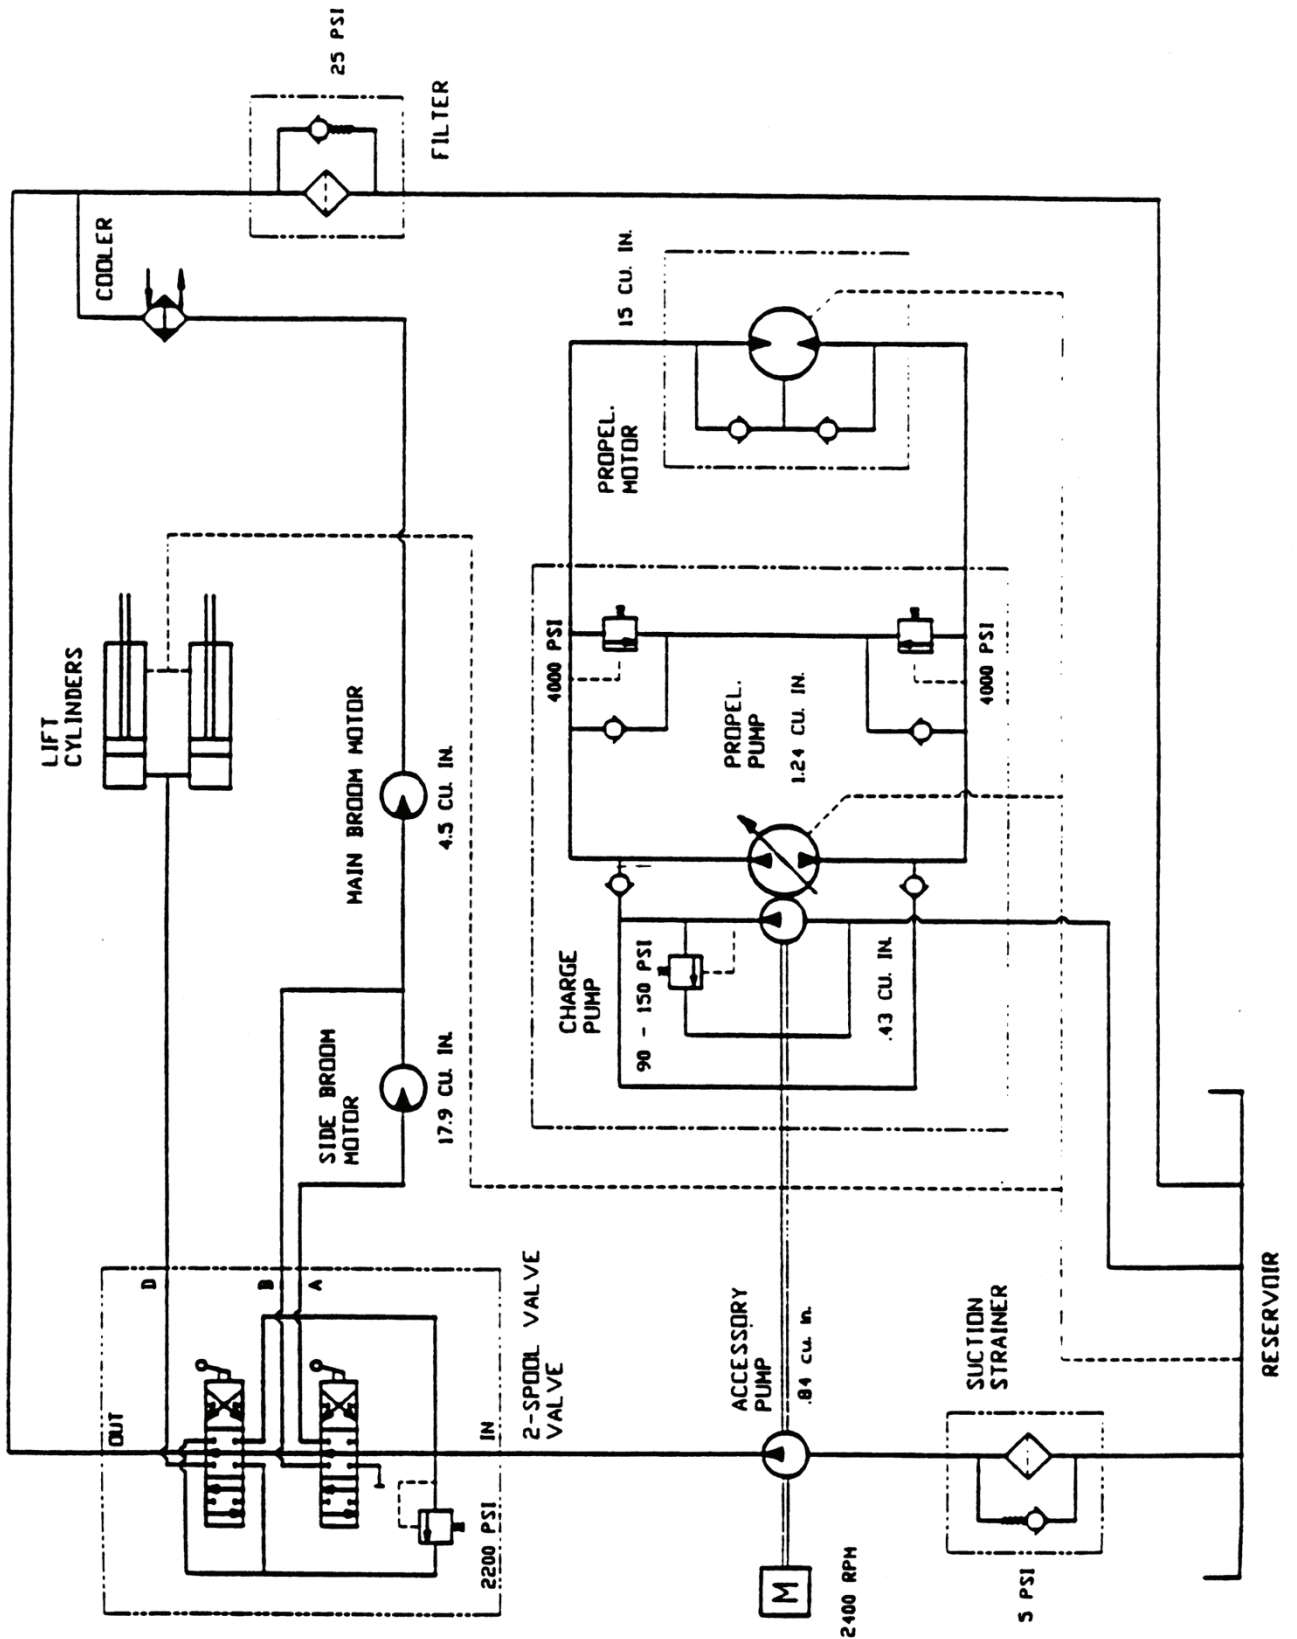 LIFT
CYLINDERS
COOLER
25 PSI
FILTER
MAIN BROOM MOTOR
4.5 CU. IN.
SIDE BROOM
MOTOR
17.9 CU. IN.
D
B
A
OUT
IN
2-SPOOL VALVE
VALVE
2200 PSI
PROPEL.
MOTOR
15 CU. IN.
4000 PSI
4000 PSI
PROPEL.
PUMP
1.24 CU. IN.
CHARGE
PUMP
90 - 150 PSI
.43 CU. IN.
ACCESSORY
PUMP
.84 cu. in.
M
2400 RPM
SUCTION
STRAINER
5 PSI
RESERVOIR